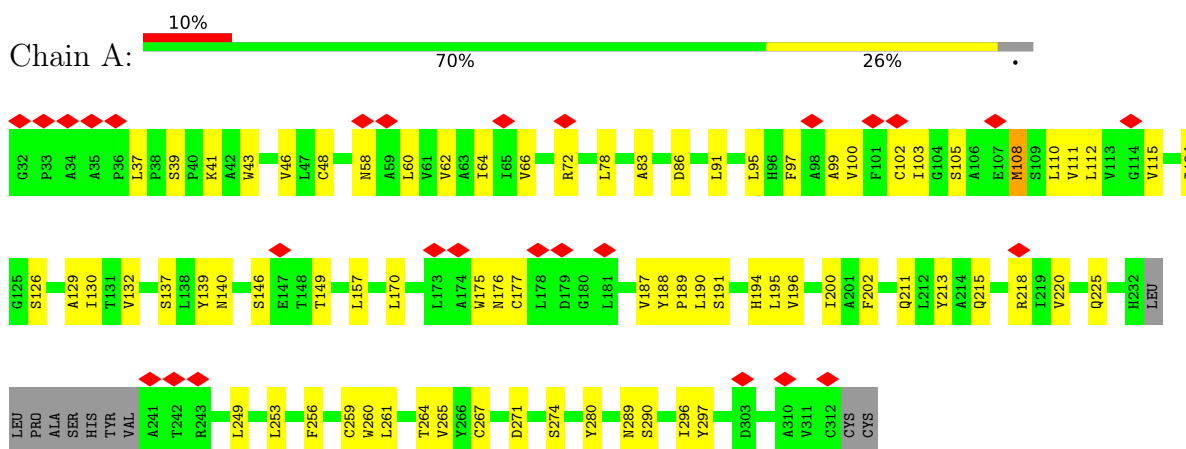 10%
Chain A:
70% 26% •
G32 P33 A34 A35 P36 L37 P38 S39 P40 K41 A42 W43 V46 L47 C48 N58 A59 L60 V61 V62 A63 I64 I65 V66 R72 L78 A83 D86 L91 L95 H96 F97 A98 A99 V100 F101 C102 I103 G104 S105 A106 E107 M108 S109 L110 V111 L112 V113 G114 V115
G125 S126 A129 I130 T131 V132 S137 L138 Y139 N140 S146 E147 T148 T149 L157 L170 L173 A174 W175 N176 C177 L178 D179 G180 L181 V187 Y188 P189 L190 S191 H194 L195 V196 I200 A201 F202 Q211 L212 Y213 A214 Q215 R218 I219 V220 Q225 H232 LEU
LEU PRO ALA SER HIS TYR VAL A241 T242 R243 L249 L253 F256 C259 W260 L261 T264 V265 Y266 C267 D271 S274 Y280 N289 S290 I296 Y297 D303 A310 V311 C312 CYS CYS